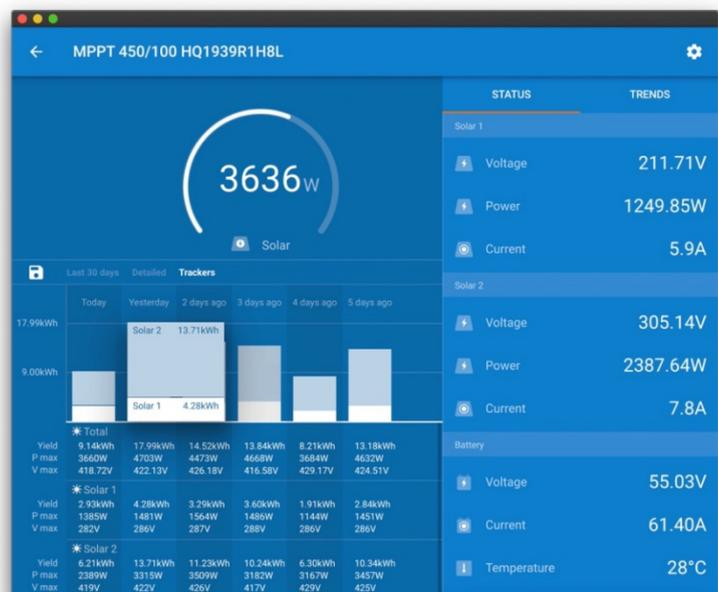 MPPT 450/100 HQ1939R1H8L
3636W
Solar
Last 30 days Detailed Trackers
Today Yesterday 2 days ago 3 days ago 4 days ago 5 days ago
17.99kWh
Solar 2 13.71kWh
9.00kWh
Solar 1 4.28kWh
Total
Yield 9.14kWh 17.99kWh 14.52kWh 13.84kWh 8.21kWh 13.18kWh
P max 3660W 4703W 4473W 4668W 3684W 4632W
V max 418.72V 422.13V 426.18V 416.58V 429.17V 424.51V
Solar 1
Yield 2.93kWh 4.28kWh 3.29kWh 3.60kWh 1.91kWh 2.84kWh
P max 1385W 1481W 1564W 1486W 1144W 1451W
V max 282V 286V 287V 288V 286V 286V
Solar 2
Yield 6.21kWh 13.71kWh 11.23kWh 10.24kWh 6.30kWh 10.34kWh
P max 2389W 3315W 3509W 3182W 3167W 3457W
V max 419V 422V 426V 417V 429V 425V
STATUS TRENDS
Solar 1
Voltage 211.71V
Power 1249.85W
Current 5.9A
Solar 2
Voltage 305.14V
Power 2387.64W
Current 7.8A
Battery
Voltage 55.03V
Current 61.40A
Temperature 28°C